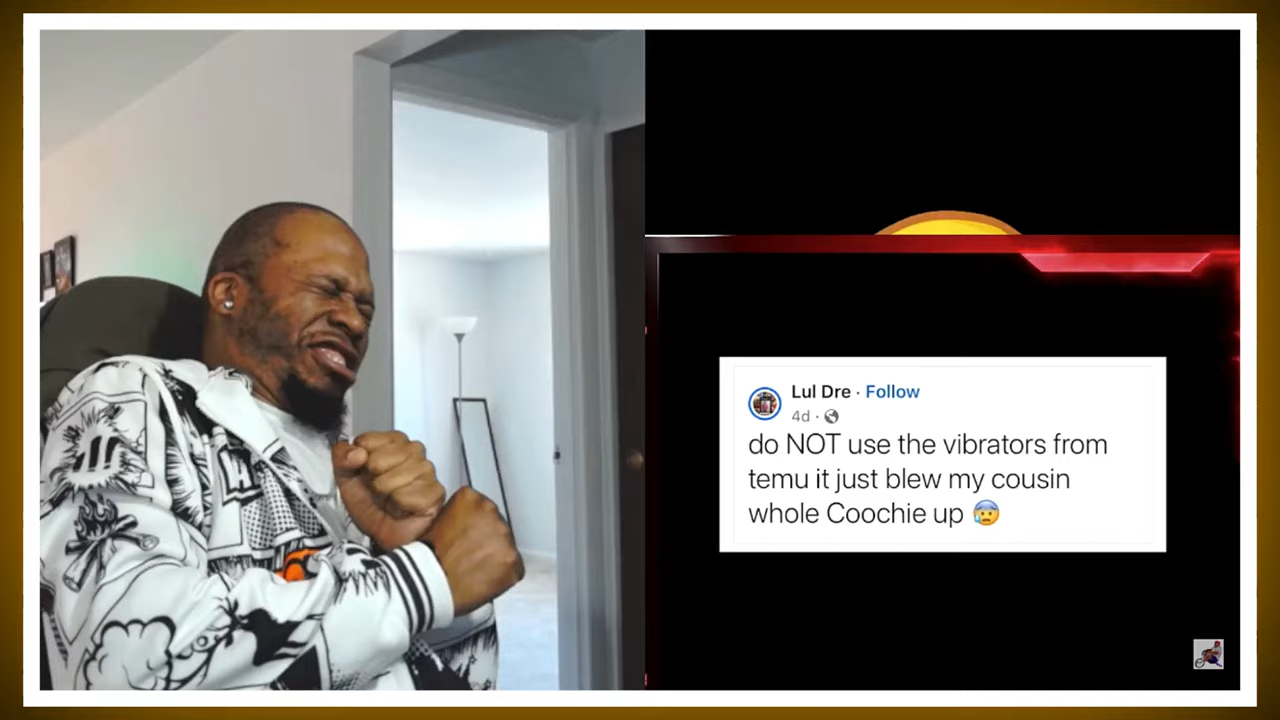 Lul Dre · Follow
4d ·
do NOT use the vibrators from
temu it just blew my cousin
whole Coochie up 😰